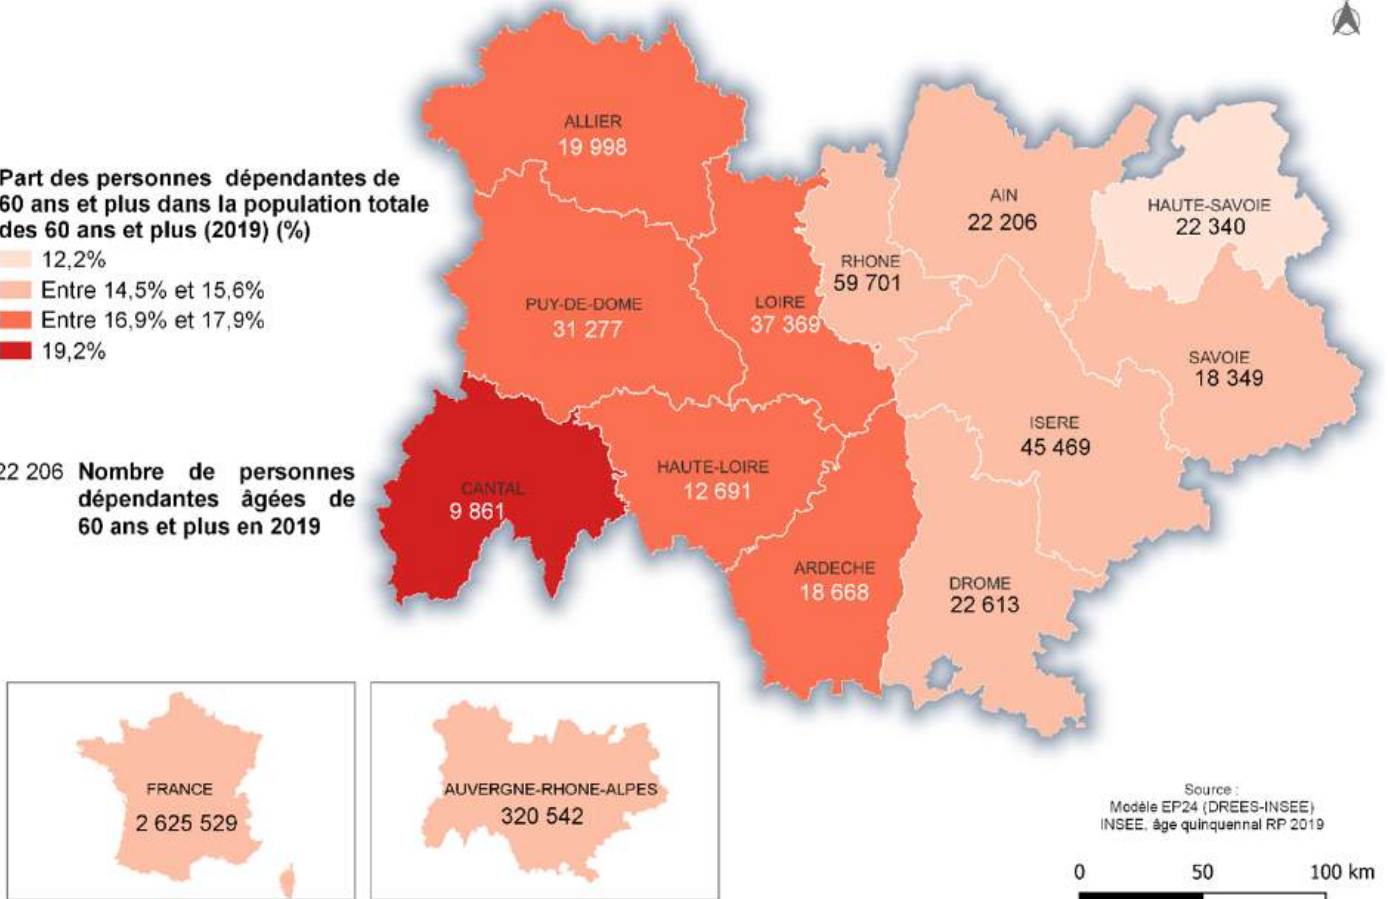 Part des personnes dépendantes de
60 ans et plus dans la population totale
des 60 ans et plus (2019) (%)
12,2%
Entre 14,5% et 15,6%
Entre 16,9% et 17,9%
19,2%
22 206 Nombre de personnes
dépendantes âgées de
60 ans et plus en 2019
ALLIER
19 998
PUY-DE-DOME
31 277
LOIRE
37 369
RHONE
59 701
AIN
22 206
HAUTE-SAVOIE
22 340
SAVOIE
18 349
ISERE
45 469
CANTAL
9 861
HAUTE-LOIRE
12 691
ARDECHE
18 668
DROME
22 613
FRANCE
2 625 529
AUVERGNE-RHONE-ALPES
320 542
Source :
Modèle EP24 (DREES-INSEE)
INSEE, âge quinquennal RP 2019
0 50 100 km